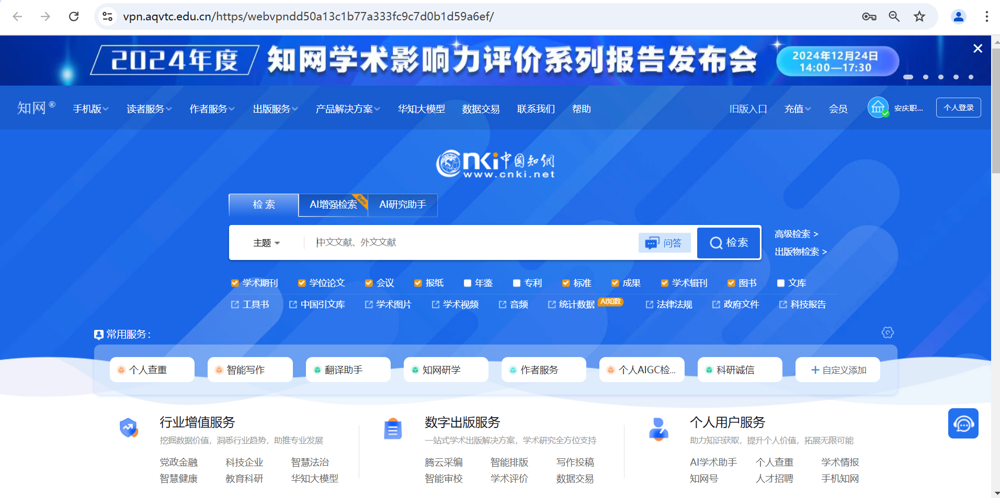 vpn.aqvtc.edu.cn/https/webvpndd50a13c1b77a333fc9c7d0b1d59a6ef/
2024年度 知网学术影响力评价系列报告发布会 2024年12月24日
14:00—17:30
知网® 手机版 读者服务 作者服务 出版服务 产品解决方案 华知大模型 数据交易 联系我们 帮助 旧版入口 充值 会员 安庆职... 个人登录
cnki中国知網
www.cnki.net
检索 AI增强检索 Beta AI研究助手
主题 中文文献、外文文献 问答 检索 高级检索 >
出版物检索 >
学术期刊 学位论文 会议 报纸 年鉴 专利 标准 成果 学术辑刊 图书 文库
工具书 中国引文库 学术图片 学术视频 音频 统计数据 AI知数 法律法规 政府文件 科技报告
常用服务：
个人查重 智能写作 翻译助手 知网研学 作者服务 个人AIGC检... 科研诚信 + 自定义添加
行业增值服务
挖掘数据价值，洞悉行业趋势，助推专业发展
党政金融 科技企业 智慧法治
智慧健康 教育科研 华知大模型
数字出版服务
一站式学术出版解决方案，学术研究全方位支持
腾云采编 智能排版 写作投稿
智能审校 学术评价 数据交易
个人用户服务
助力知识获取，提升个人价值，拓展无限可能
AI学术助手 个人查重 学术情报
知网号 人才招聘 手机知网